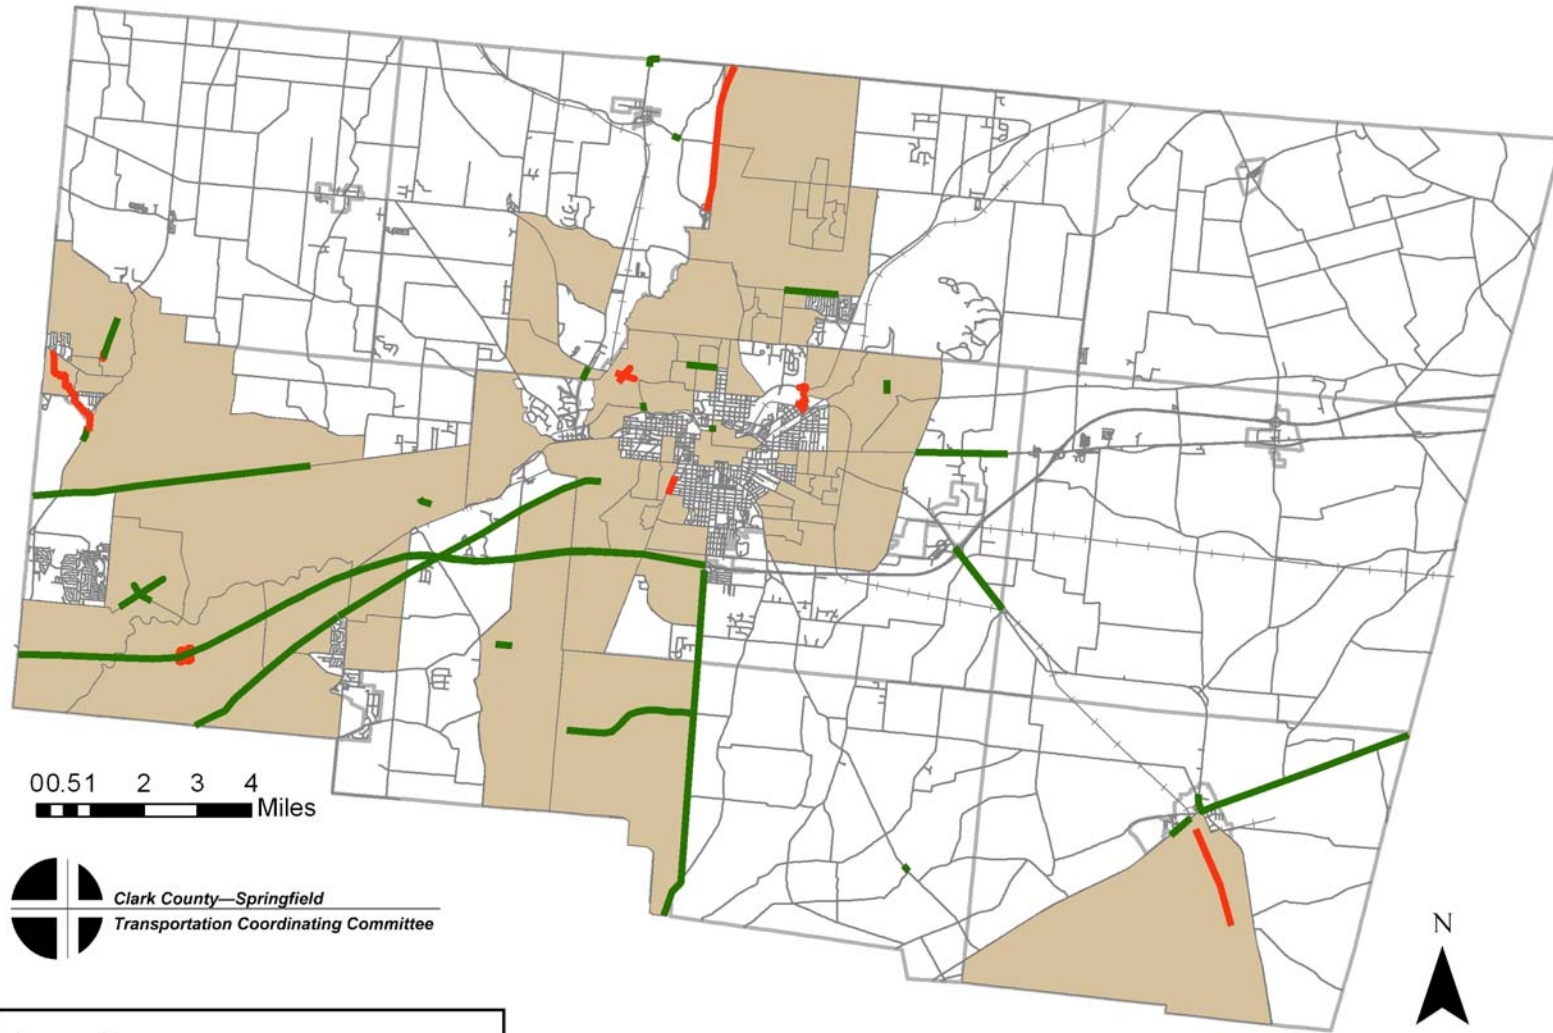 00.51 2 3 4
Miles
Clark County—Springfield
Transportation Coordinating Committee
N